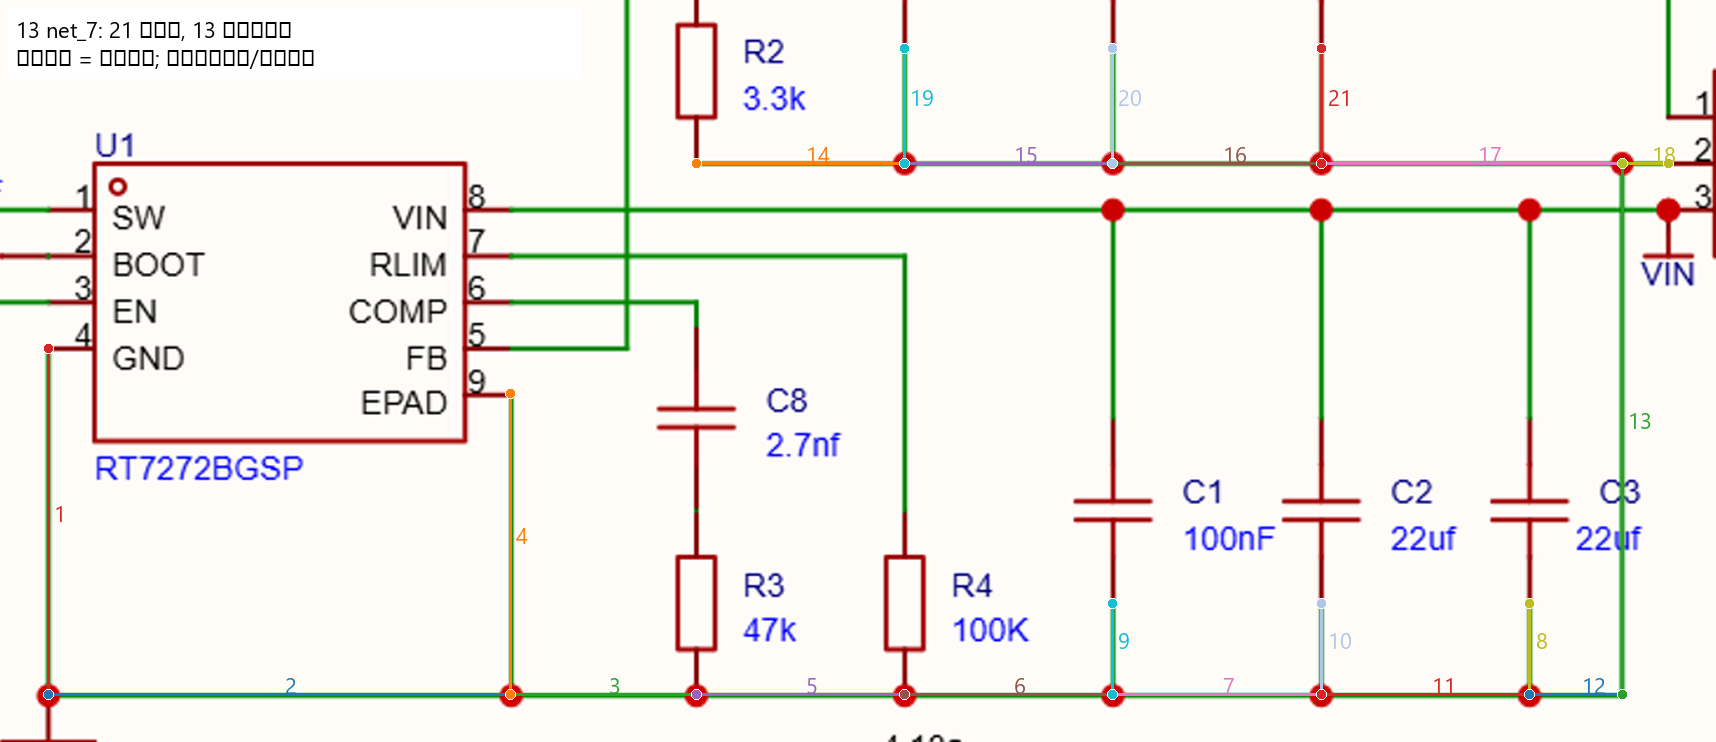 13 net_7: 21 , 13
= ; /
R2
3.3k
19
20
21
1
2
3
14
15
16
17
18
VIN
U1
1
2
3
4
SW
BOOT
EN
GND
8
7
6
5
9
VIN
RLIM
COMP
FB
EPAD
RT7272BGSP
C8
2.7nf
C1
100nF
C2
22uf
C3
22uf
13
1
4
R3
47k
R4
100K
9
10
8
2
3
5
6
7
11
12